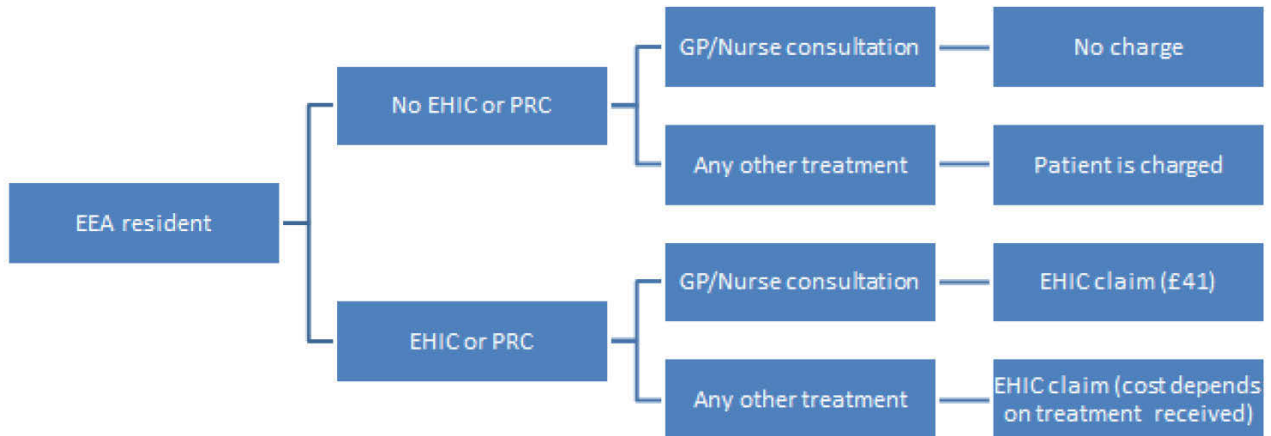 EEA resident
No EHIC or PRC
GP/Nurse consultation
No charge
Any other treatment
Patient is charged
EHIC or PRC
GP/Nurse consultation
EHIC claim (£41)
Any other treatment
EHIC claim (cost depends
on treatment received)